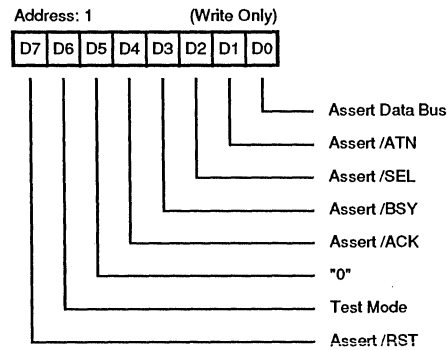 Address: 1 (Write Only)
D7 D6 D5 D4 D3 D2 D1 D0
Assert Data Bus
Assert /ATN
Assert /SEL
Assert /BSY
Assert /ACK
"0"
Test Mode
Assert /RST